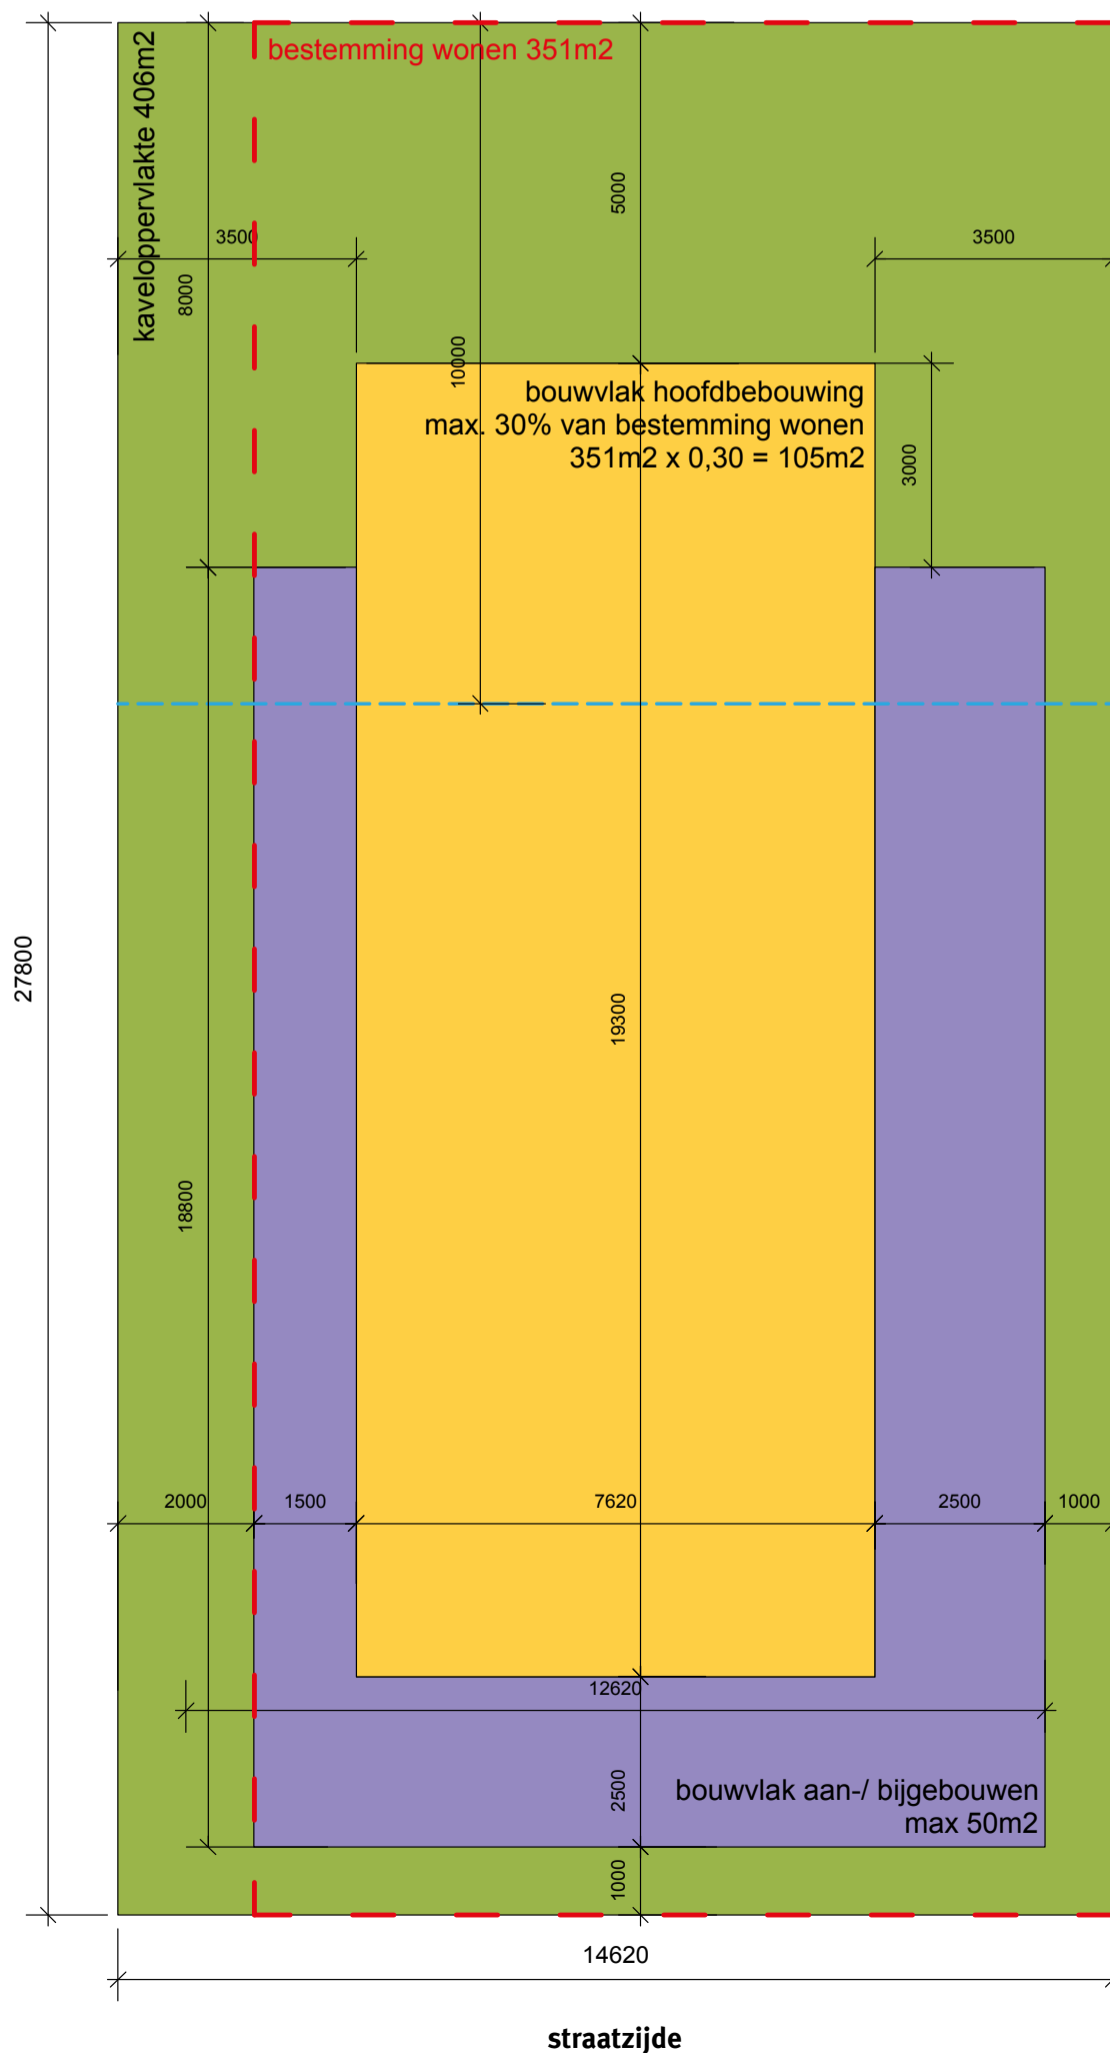 bestemming wonen 351m2
kaveloppervlakte 406m2
5000
3500
3500
8000
10000
bouwvlak hoofdbebouwing
max. 30% van bestemming wonen
351m2 x 0,30 = 105m2
3000
27800
19300
18800
2000
1500
7620
2500
1000
12620
2500
bouwvlak aan-/ bijgebouwen
max 50m2
1000
14620
straatzijde